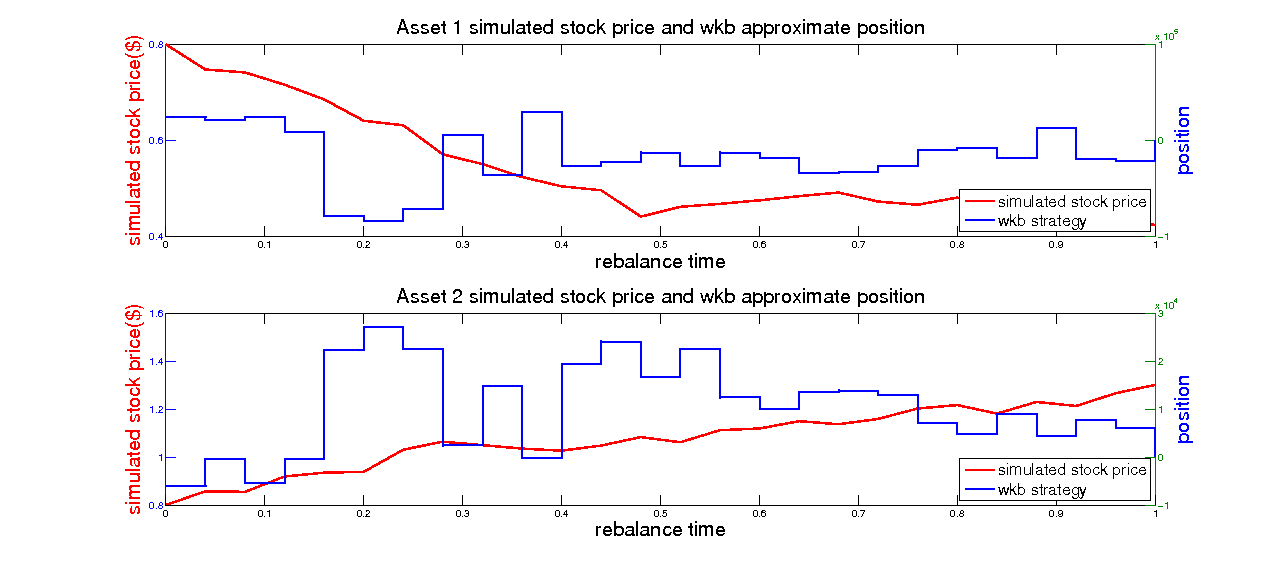 Asset 1 simulated stock price and wkb approximate position
x 10^5
simulated stock price($)
0.8
0.6
0.4
1
0
−1
position
0 0.1 0.2 0.3 0.4 0.5 0.6 0.7 0.8 0.9 1
simulated stock price
wkb strategy
rebalance time
Asset 2 simulated stock price and wkb approximate position
x 10^4
simulated stock price($)
1.6
1.4
1.2
1
0.8
3
2
1
0
−1
position
0 0.1 0.2 0.3 0.4 0.5 0.6 0.7 0.8 0.9 1
simulated stock price
wkb strategy
rebalance time